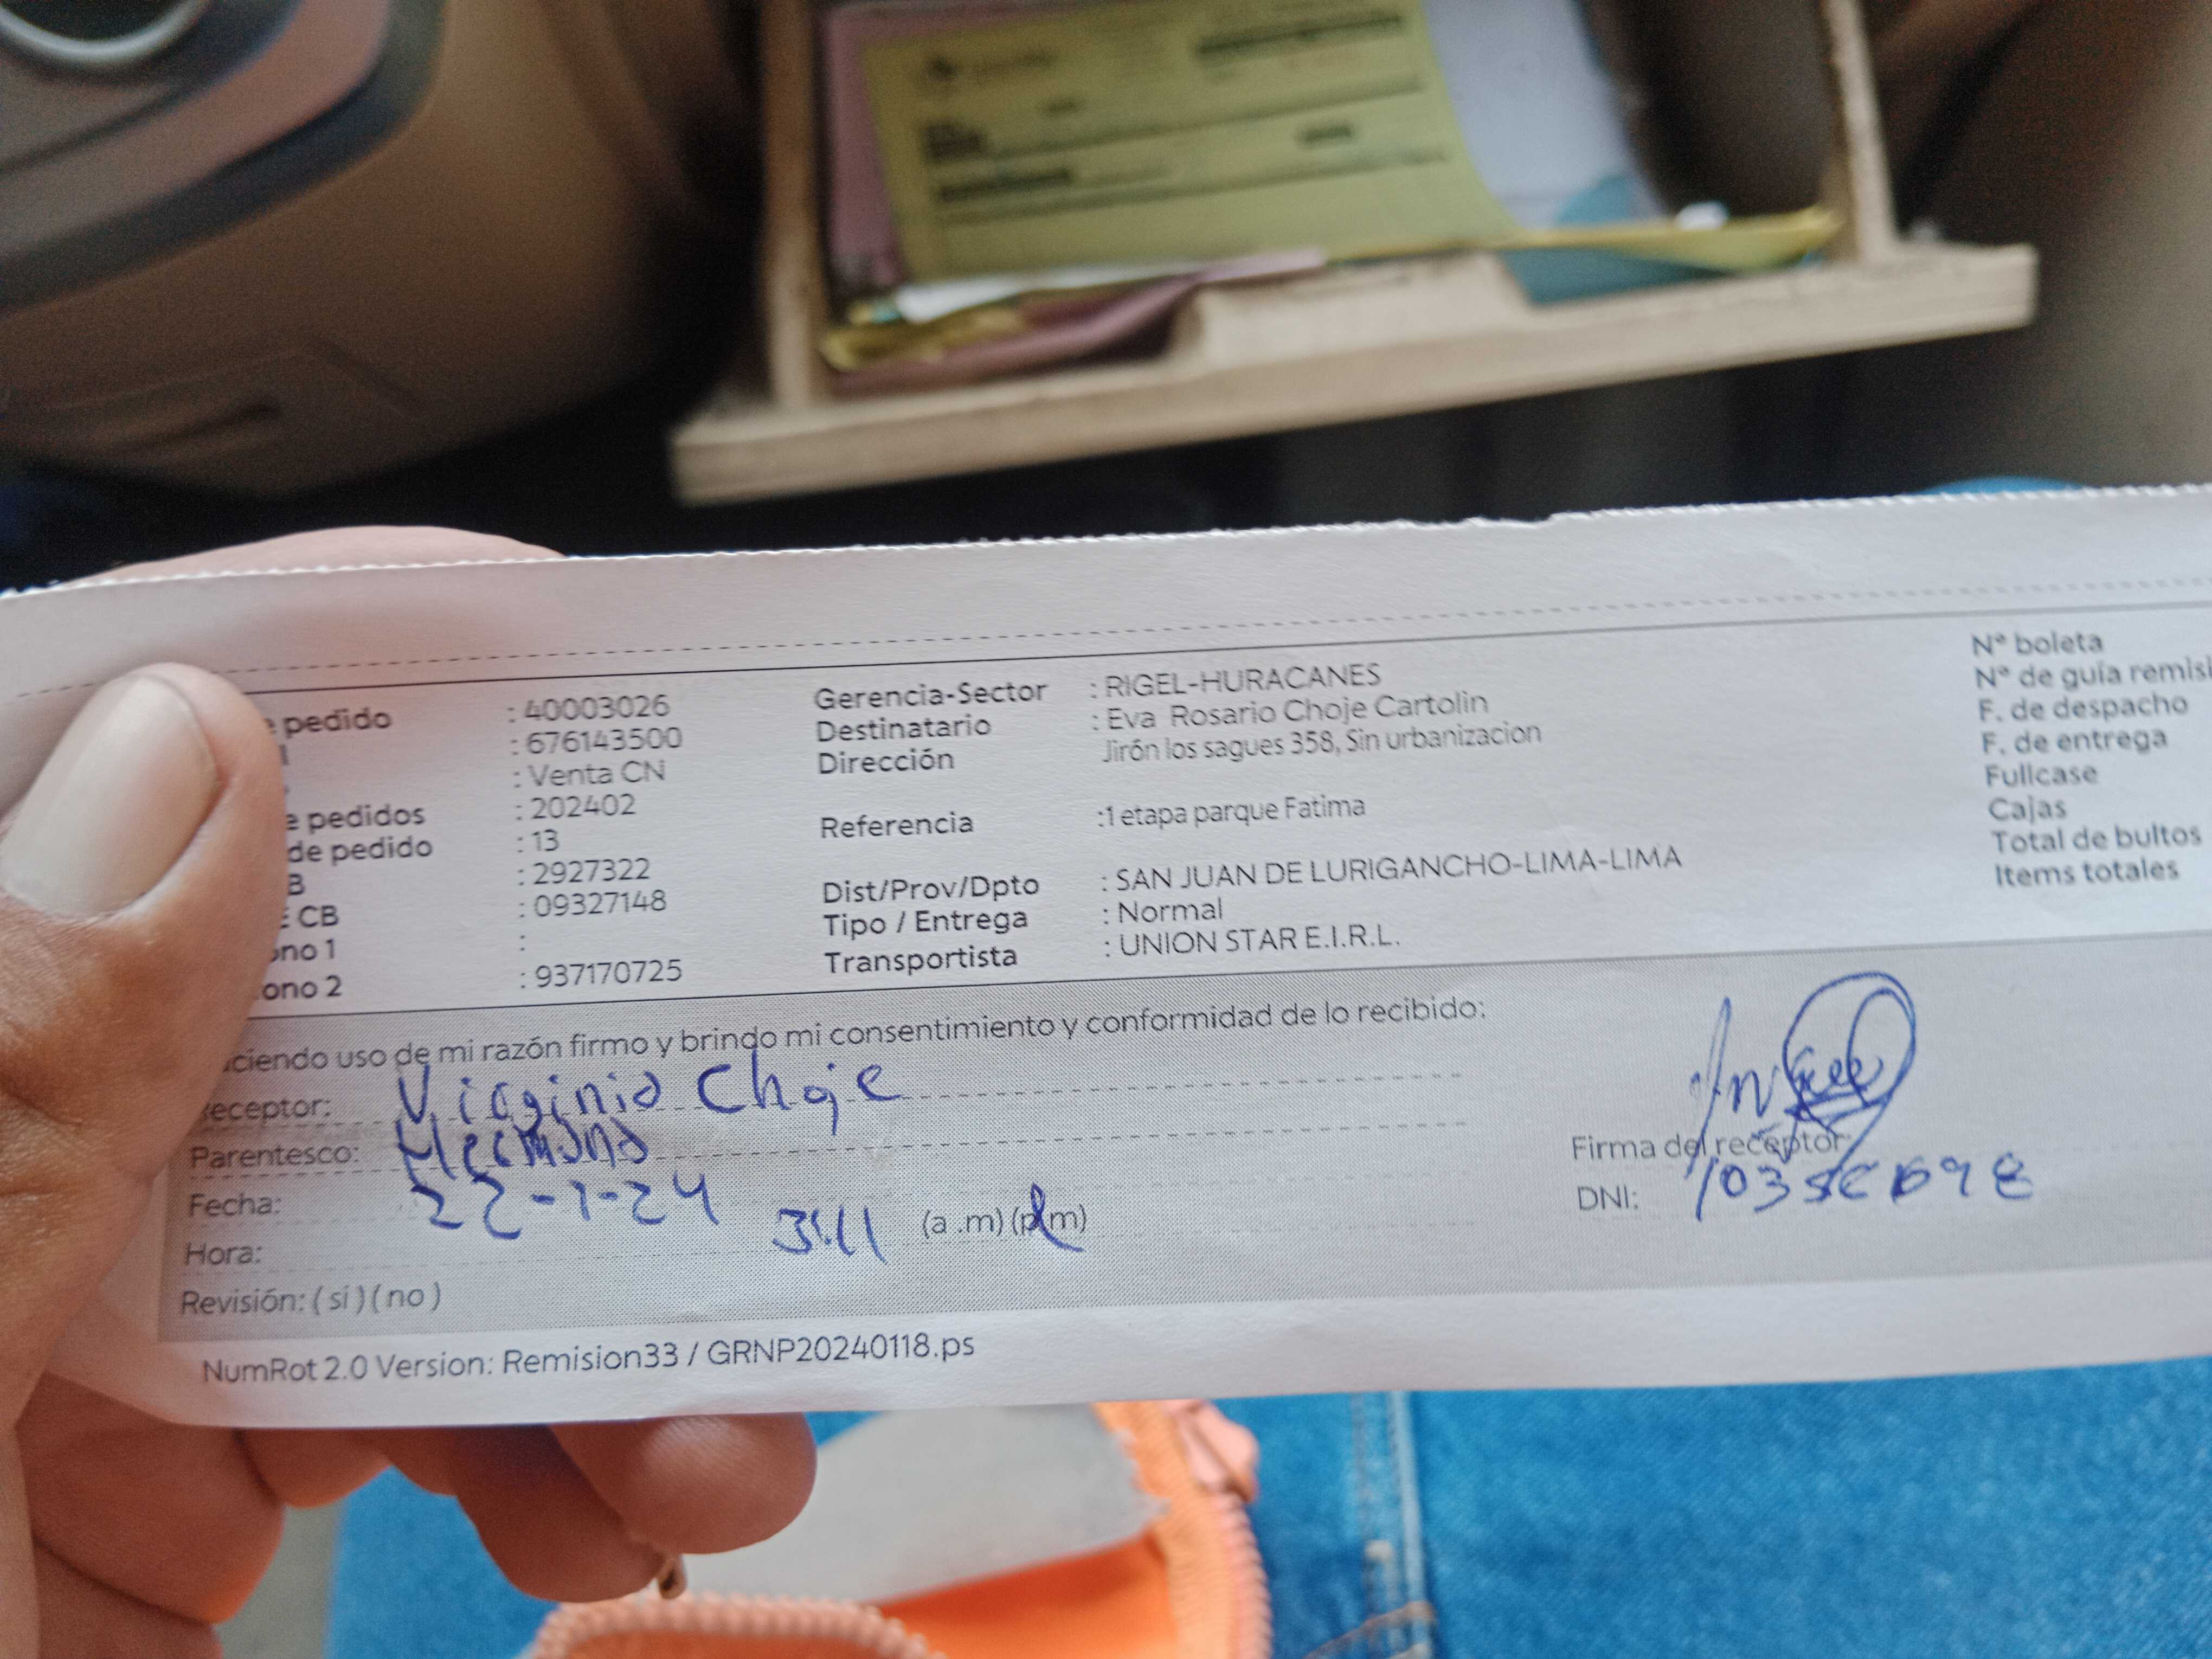 pedido : 40003026
: 676143500
: Venta CN
e pedidos : 202402
de pedido : 13
B : 2927322
E CB : 09327148
ono 1 :
ono 2 : 937170725
Gerencia-Sector : RIGEL-HURACANES
Destinatario : Eva Rosario Choje Cartolin
Dirección Jirón los sagues 358, Sin urbanizacion
Referencia :1 etapa parque Fatima
Dist/Prov/Dpto : SAN JUAN DE LURIGANCHO-LIMA-LIMA
Tipo / Entrega : Normal
Transportista : UNION STAR E.I.R.L.
N° boleta
N° de guía remisi
F. de despacho
F. de entrega
Fullcase
Cajas
Total de bultos
Items totales
ciendo uso de mi razón firmo y brindo mi consentimiento y conformidad de lo recibido:
eceptor: Virginia Choje
Parentesco: Hermana
Fecha: 22-1-24
Hora: 3:11 (a .m) (p.m)
Revisión: ( sí ) ( no )
Firma del receptor:
DNI:
NumRot 2.0 Version: Remision33 / GRNP20240118.ps